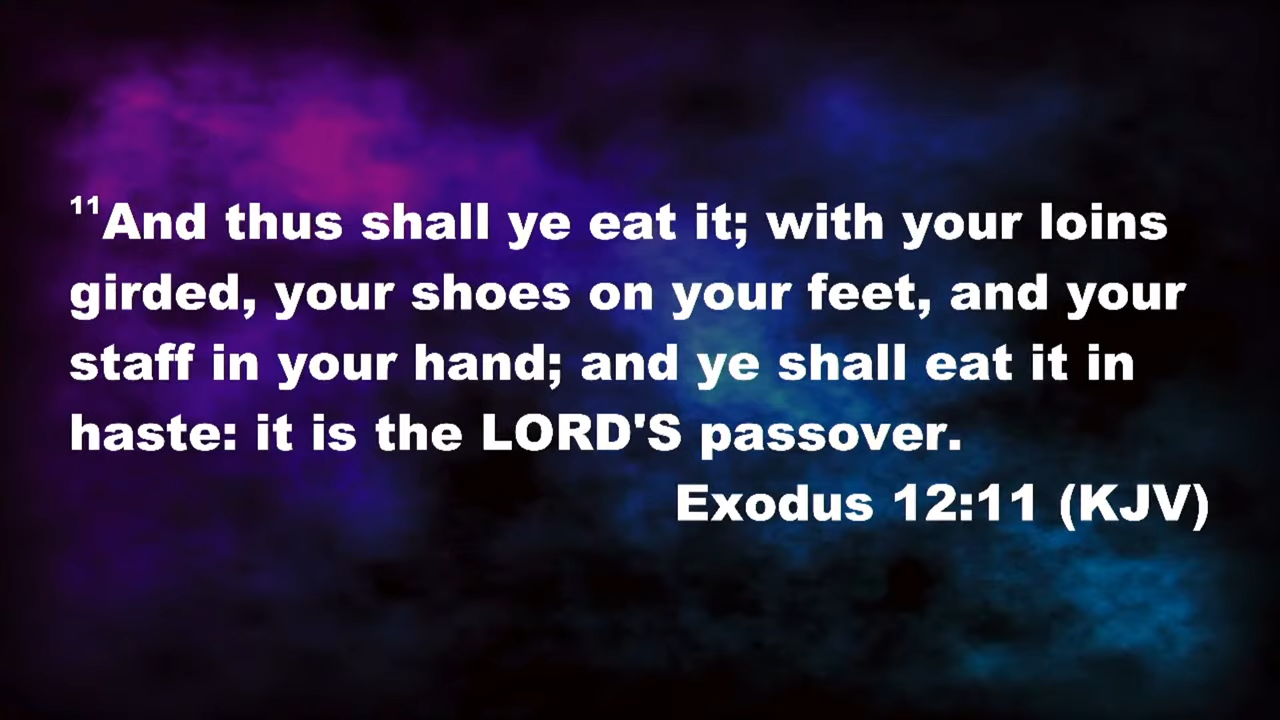 11And thus shall ye eat it; with your loins
girded, your shoes on your feet, and your
staff in your hand; and ye shall eat it in
haste: it is the LORD'S passover.
Exodus 12:11 (KJV)